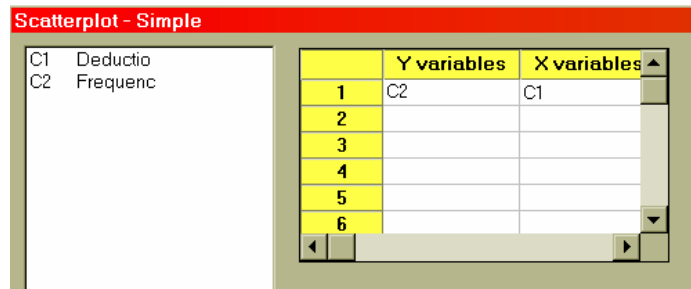 Scatterplot - Simple
C1 Deductio
C2 Frequenc
Y variables X variables
1 C2 C1
2
3
4
5
6